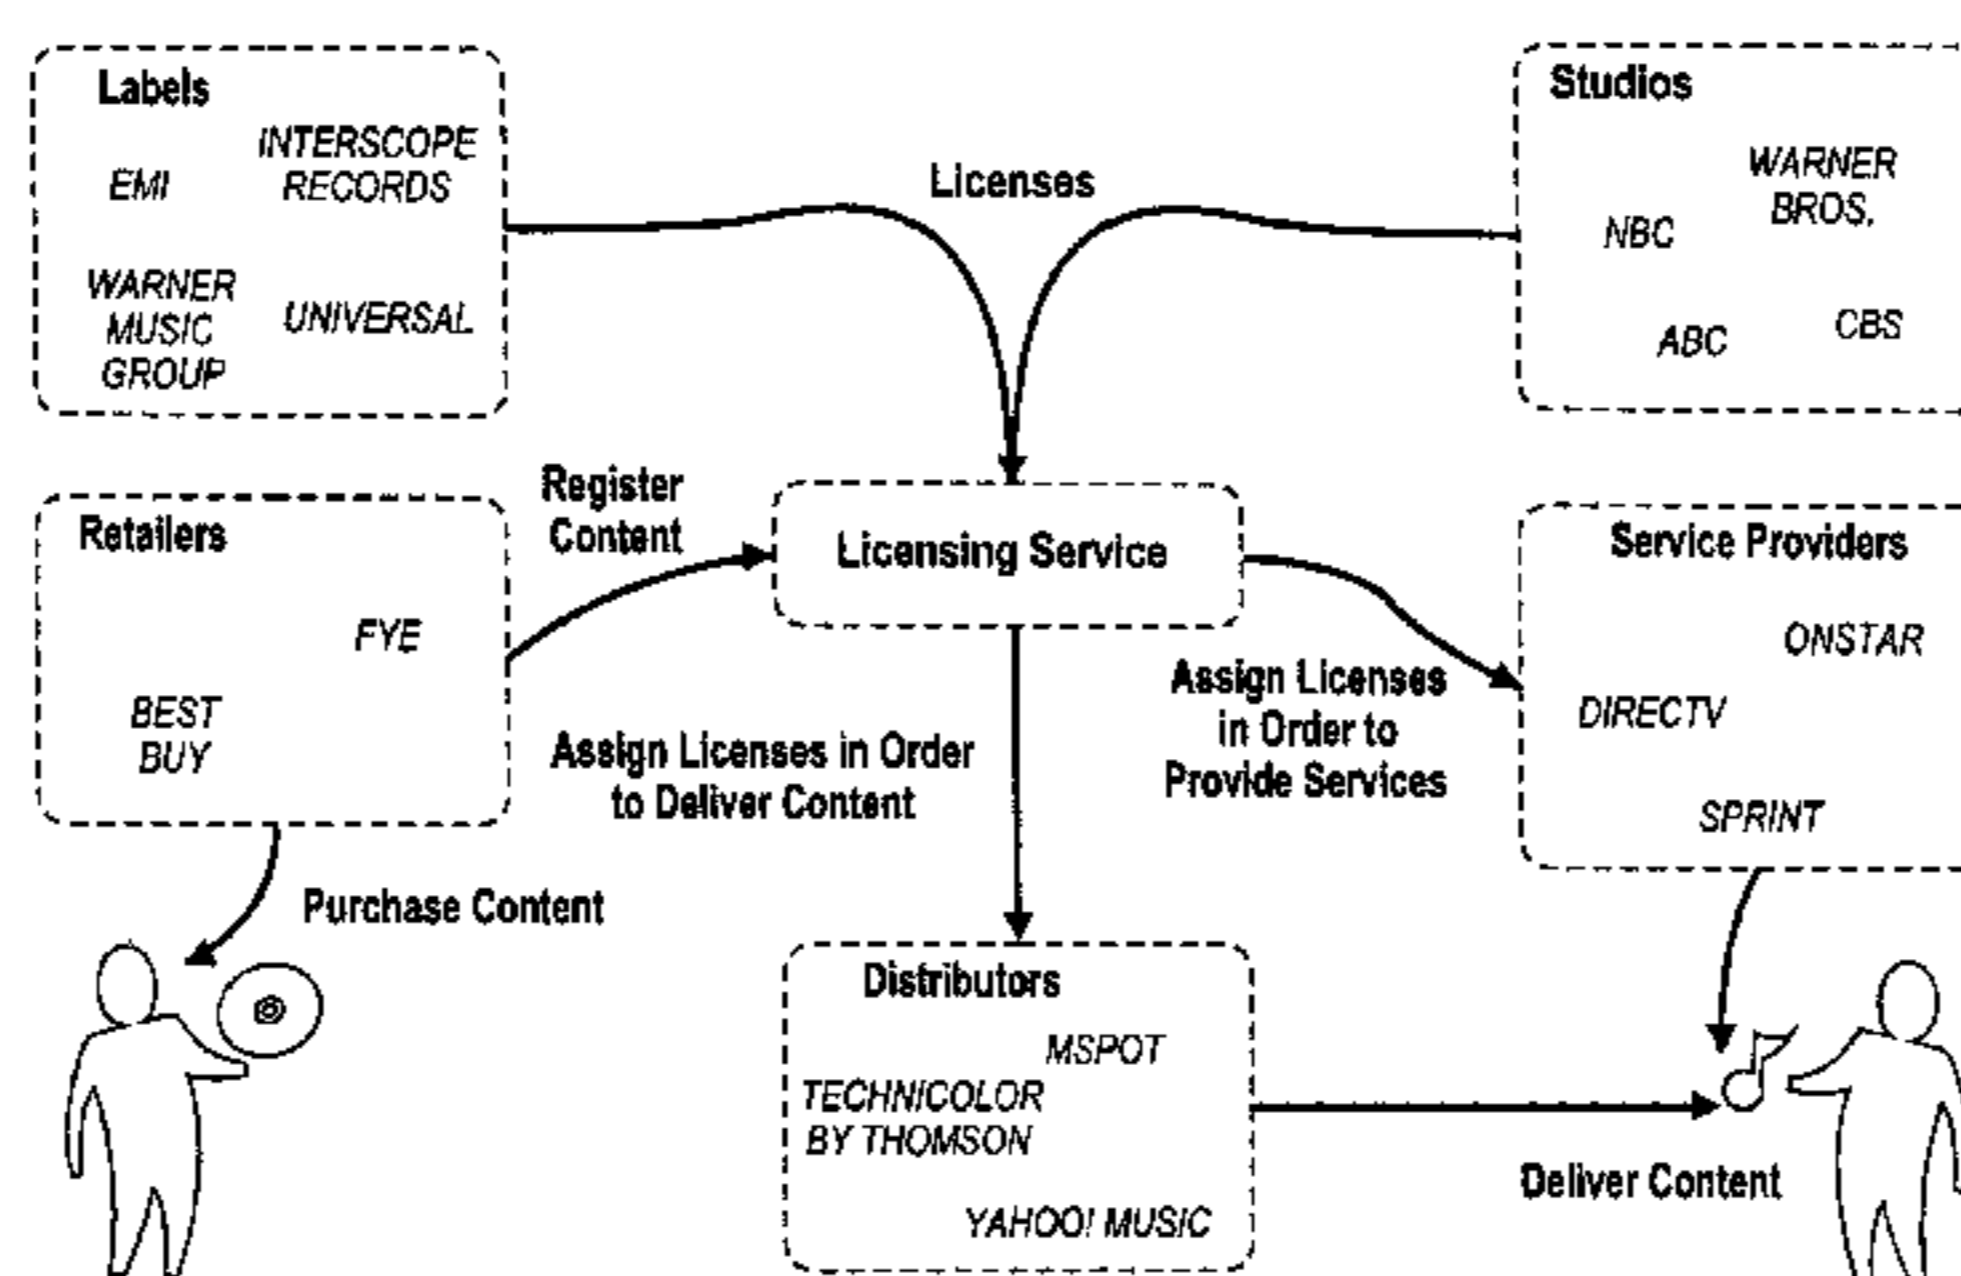 Labels
INTERSCOPE
RECORDS
EMI
WARNER
MUSIC
GROUP
UNIVERSAL
Licenses
Studios
WARNER
BROS.
NBC
ABC
CBS
Retailers
FYE
BEST
BUY
Register
Content
Licensing Service
Service Providers
ONSTAR
DIRECTV
SPRINT
Assign Licenses in Order
to Deliver Content
Assign Licenses
in Order to
Provide Services
Purchase Content
Distributors
MSPOT
TECHNICOLOR
BY THOMSON
YAHOO! MUSIC
Deliver Content